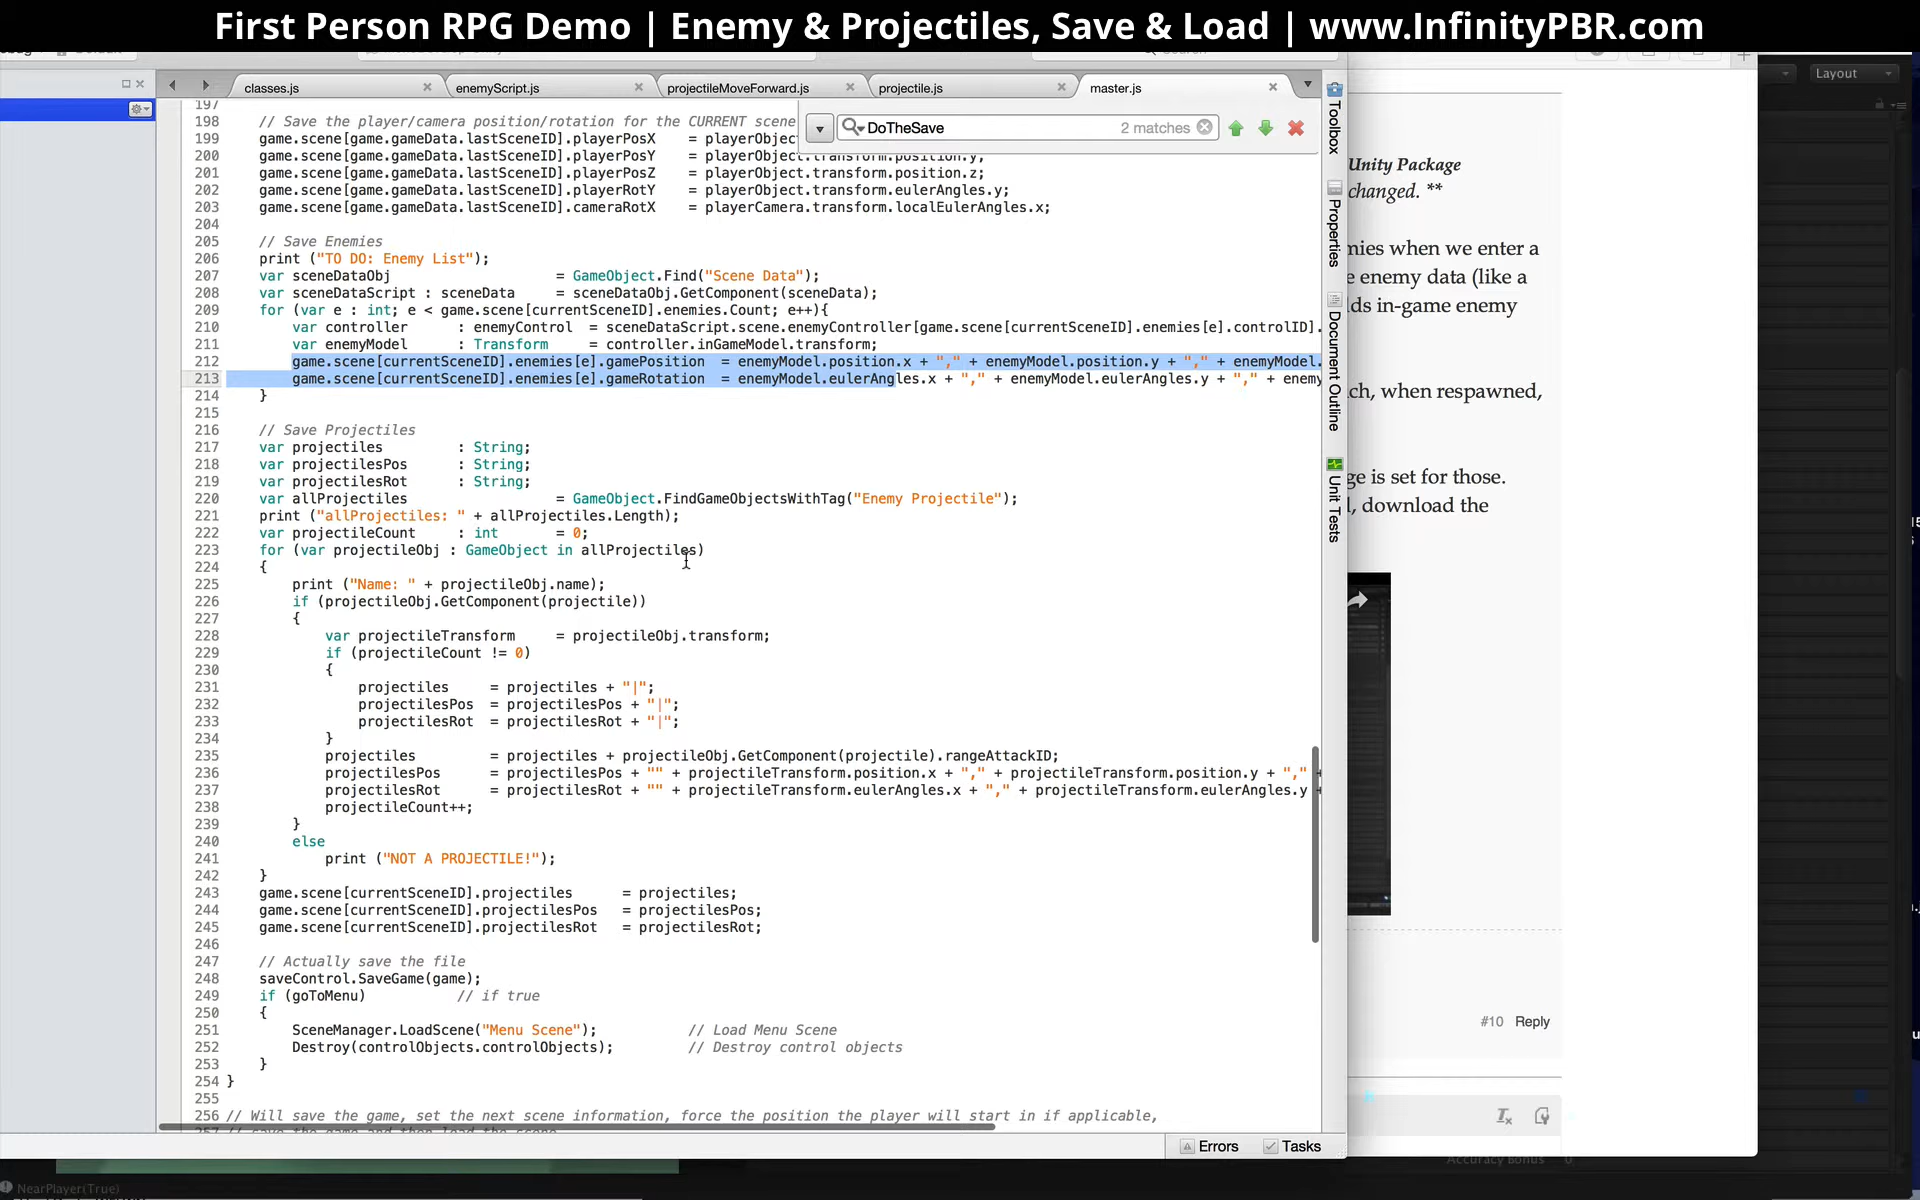 First Person RPG Demo | Enemy & Projectiles, Save & Load | www.InfinityPBR.com
Layout
classes.js
enemyScript.js
projectileMoveForward.js
projectile.js
master.js
DoTheSave
2 matches
197
198 // Save the player/camera position/rotation for the CURRENT scene
199 game.scene[game.gameData.lastSceneID].playerPosX = playerObject
200 game.scene[game.gameData.lastSceneID].playerPosY = playerObject.transform.position.y;
201 game.scene[game.gameData.lastSceneID].playerPosZ = playerObject.transform.position.z;
202 game.scene[game.gameData.lastSceneID].playerRotY = playerObject.transform.eulerAngles.y;
203 game.scene[game.gameData.lastSceneID].cameraRotX = playerCamera.transform.localEulerAngles.x;
204
205 // Save Enemies
206 print ("TO DO: Enemy List");
207 var sceneDataObj = GameObject.Find("Scene Data");
208 var sceneDataScript : sceneData = sceneDataObj.GetComponent(sceneData);
209 for (var e : int; e < game.scene[currentSceneID].enemies.Count; e++){
210 var controller : enemyControl = sceneDataScript.scene.enemyController[game.scene[currentSceneID].enemies[e].controlID].
211 var enemyModel : Transform = controller.inGameModel.transform;
212 game.scene[currentSceneID].enemies[e].gamePosition = enemyModel.position.x + "," + enemyModel.position.y + "," + enemyModel.
213 game.scene[currentSceneID].enemies[e].gameRotation = enemyModel.eulerAngles.x + "," + enemyModel.eulerAngles.y + "," + enemy
214 }
215
216 // Save Projectiles
217 var projectiles : String;
218 var projectilesPos : String;
219 var projectilesRot : String;
220 var allProjectiles = GameObject.FindGameObjectsWithTag("Enemy Projectile");
221 print ("allProjectiles: " + allProjectiles.Length);
222 var projectileCount : int = 0;
223 for (var projectileObj : GameObject in allProjectiles)
224 {
225 print ("Name: " + projectileObj.name);
226 if (projectileObj.GetComponent(projectile))
227 {
228 var projectileTransform = projectileObj.transform;
229 if (projectileCount != 0)
230 {
231 projectiles = projectiles + "|";
232 projectilesPos = projectilesPos + "|";
233 projectilesRot = projectilesRot + "|";
234 }
235 projectiles = projectiles + projectileObj.GetComponent(projectile).rangeAttackID;
236 projectilesPos = projectilesPos + "" + projectileTransform.position.x + "," + projectileTransform.position.y + "," +
237 projectilesRot = projectilesRot + "" + projectileTransform.eulerAngles.x + "," + projectileTransform.eulerAngles.y +
238 projectileCount++;
239 }
240 else
241 print ("NOT A PROJECTILE!");
242 }
243 game.scene[currentSceneID].projectiles = projectiles;
244 game.scene[currentSceneID].projectilesPos = projectilesPos;
245 game.scene[currentSceneID].projectilesRot = projectilesRot;
246
247 // Actually save the file
248 saveControl.SaveGame(game);
249 if (goToMenu) // if true
250 {
251 SceneManager.LoadScene("Menu Scene"); // Load Menu Scene
252 Destroy(controlObjects.controlObjects); // Destroy control objects
253 }
254 }
255
256 // Will save the game, set the next scene information, force the position the player will start in if applicable,
Toolbox
Properties
Document Outline
Unit Tests
Unity Package
changed. **
mies when we enter a
e enemy data (like a
lds in-game enemy
ch, when respawned,
ge is set for those.
l, download the
#10 Reply
Errors
Tasks
Accuracy Bonus
NearPlayer(True)